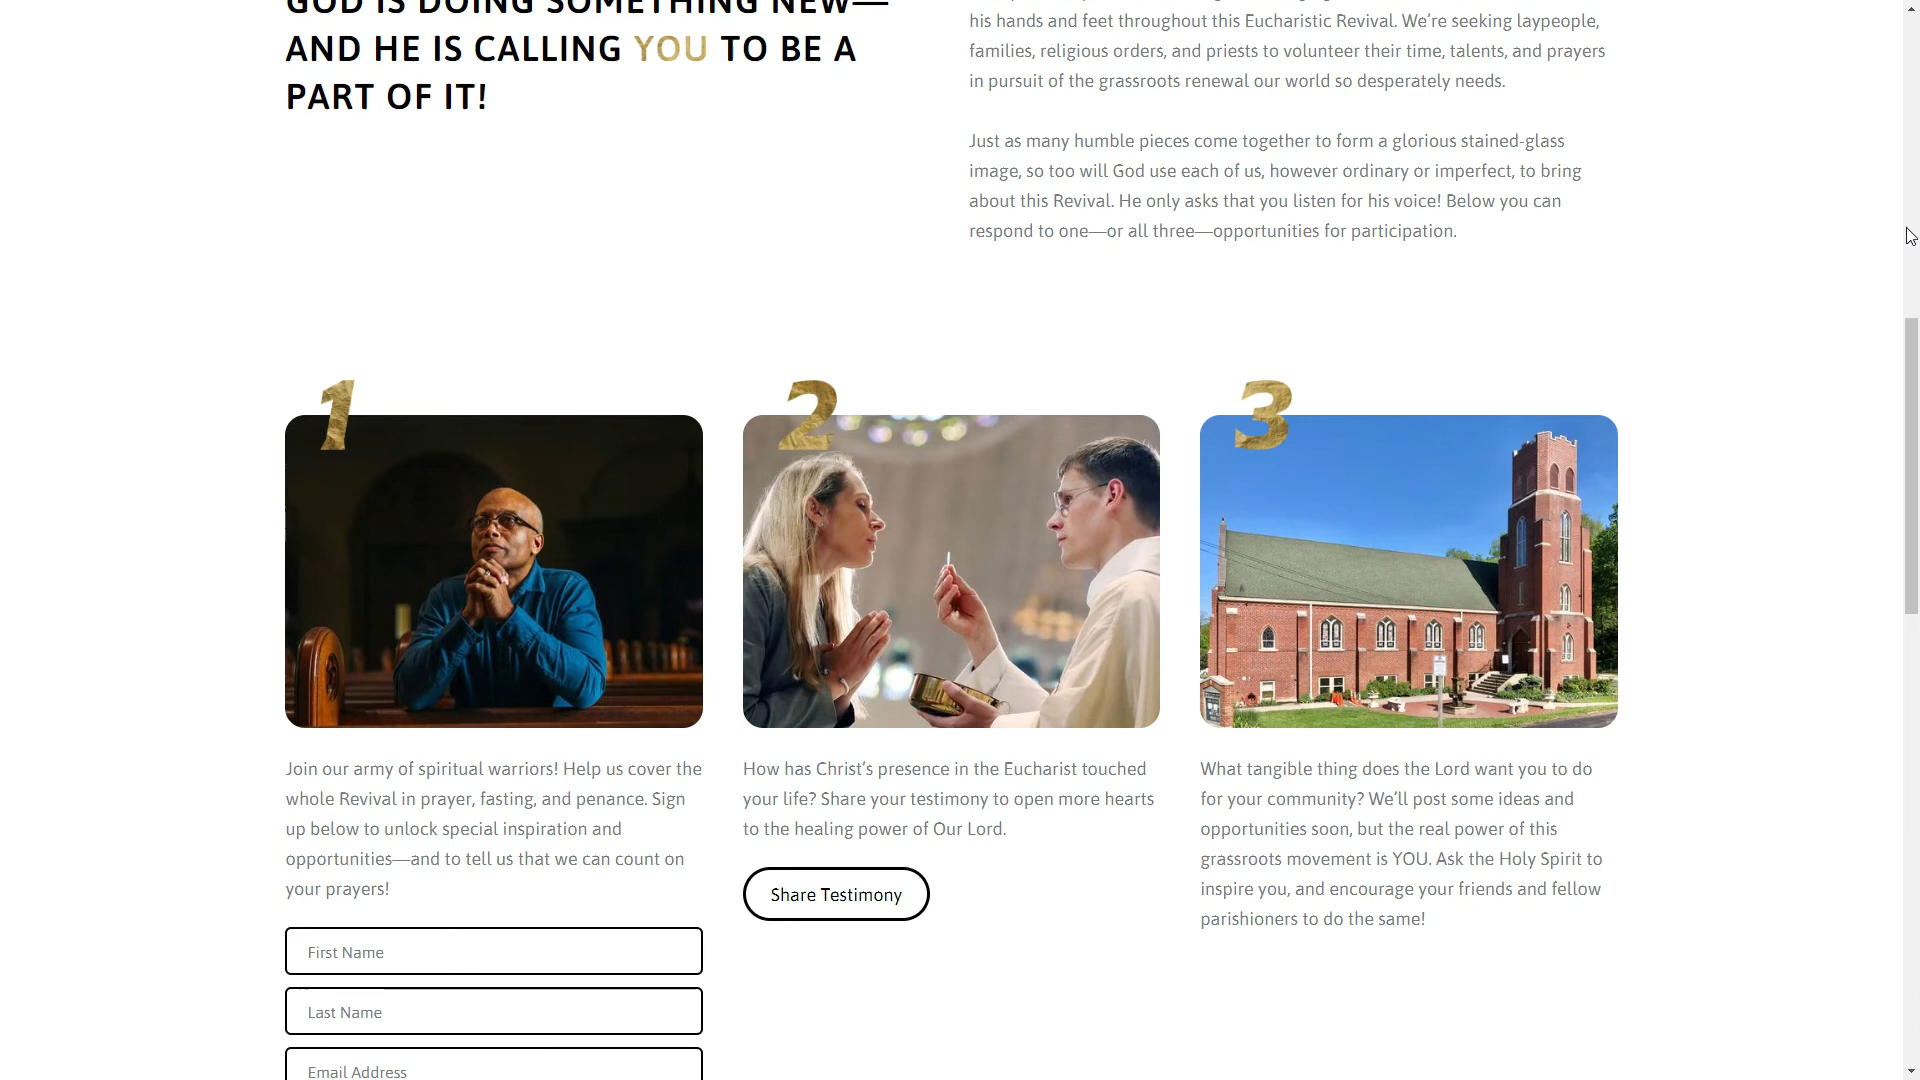 GOD IS DOING SOMETHING NEW—
AND HE IS CALLING YOU TO BE A
PART OF IT!
his hands and feet throughout this Eucharistic Revival. We’re seeking laypeople,
families, religious orders, and priests to volunteer their time, talents, and prayers
in pursuit of the grassroots renewal our world so desperately needs.
Just as many humble pieces come together to form a glorious stained-glass
image, so too will God use each of us, however ordinary or imperfect, to bring
about this Revival. He only asks that you listen for his voice! Below you can
respond to one—or all three—opportunities for participation.
1
Join our army of spiritual warriors! Help us cover the
whole Revival in prayer, fasting, and penance. Sign
up below to unlock special inspiration and
opportunities—and to tell us that we can count on
your prayers!
First Name
Last Name
Email Address
2
How has Christ’s presence in the Eucharist touched
your life? Share your testimony to open more hearts
to the healing power of Our Lord.
Share Testimony
3
What tangible thing does the Lord want you to do
for your community? We’ll post some ideas and
opportunities soon, but the real power of this
grassroots movement is YOU. Ask the Holy Spirit to
inspire you, and encourage your friends and fellow
parishioners to do the same!